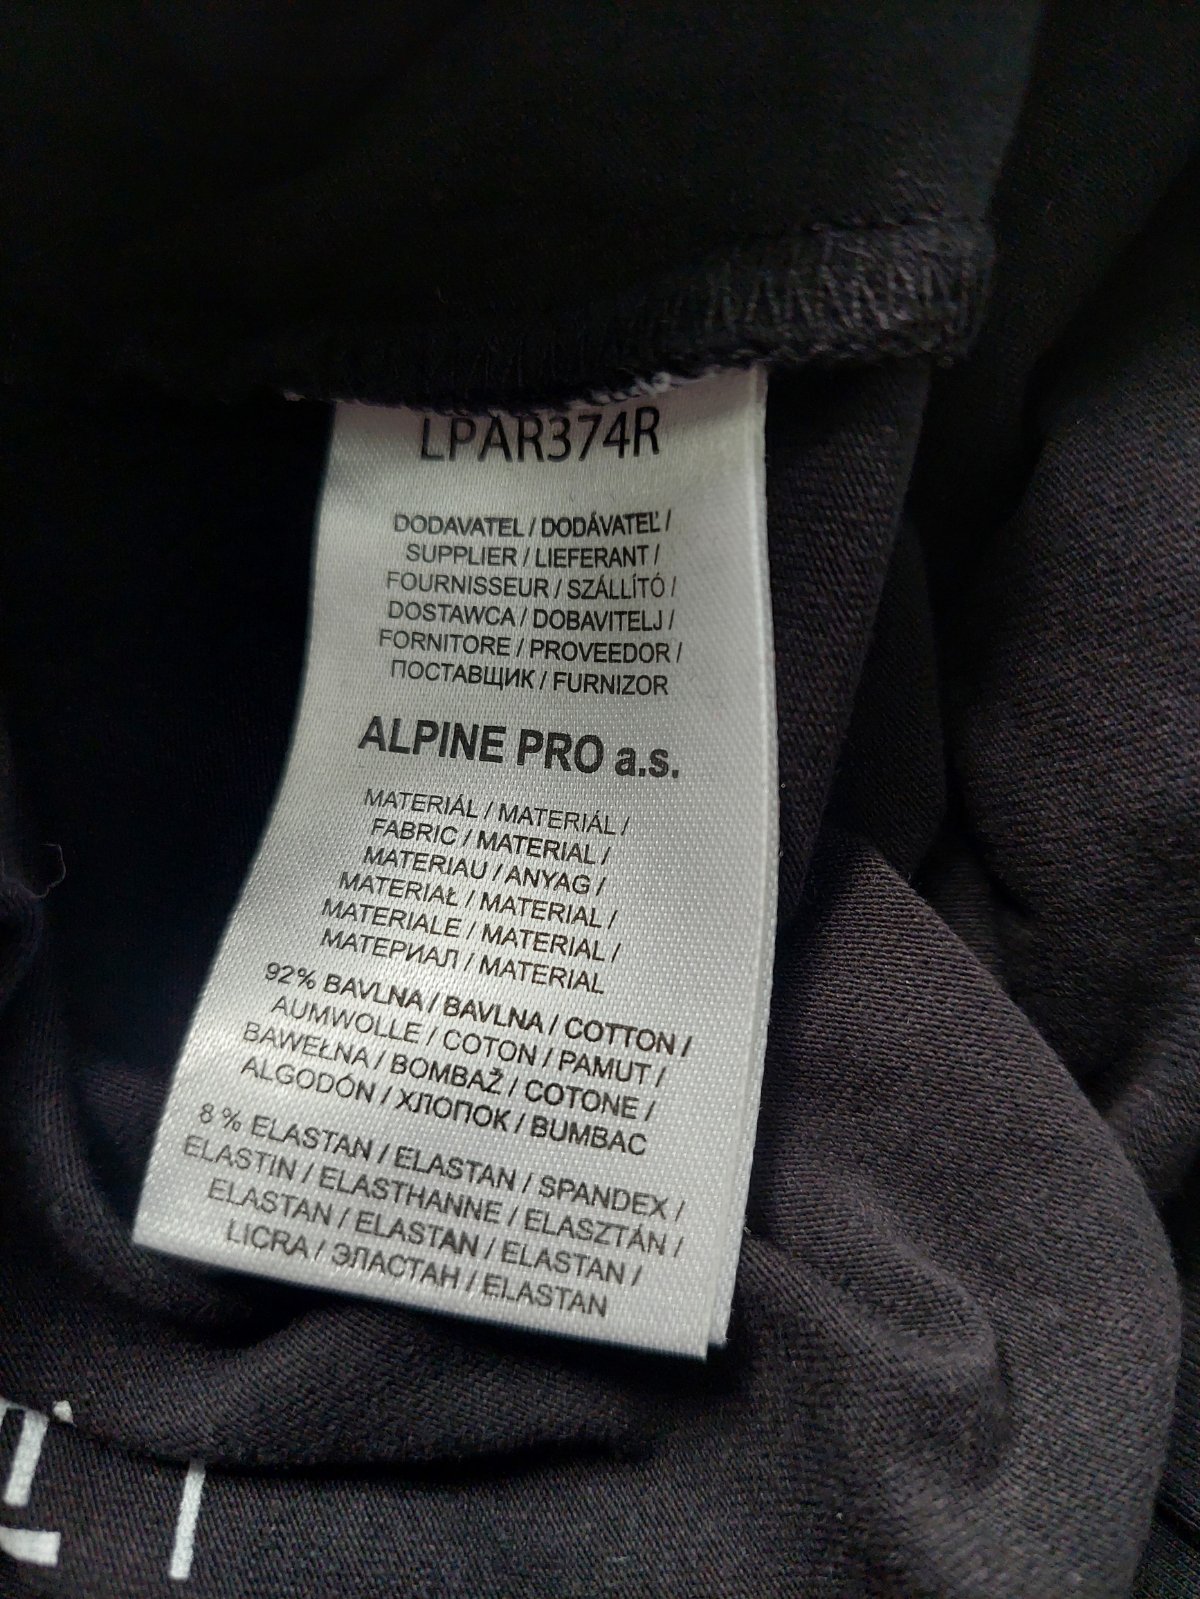 LPAR374R
DODAVATEL / DODÁVATEĽ /
SUPPLIER / LIEFERANT /
FOURNISSEUR / SZÁLLÍTÓ /
DOSTAWCA / DOBAVITELJ /
FORNITORE / PROVEEDOR /
ПОСТАВЩИК / FURNIZOR
ALPINE PRO a.s.
MATERIÁL / MATERIÁL /
FABRIC / MATERIAL /
MATERIAU / ANYAG /
MATERIAŁ / MATERIAL /
MATERIALE / MATERIAL /
МАТЕРИАЛ / MATERIAL
92% BAVLNA / BAVLNA / COTTON /
AUMWOLLE / COTON / PAMUT /
BAWEŁNA / BOMBAŽ / COTONE /
ALGODÓN / ХЛОПОК / BUMBAC
8 % ELASTAN / ELASTAN / SPANDEX /
ELASTIN / ELASTHANNE / ELASZTÁN /
ELASTAN / ELASTAN / ELASTAN /
LICRA / ЭЛАСТАН / ELASTAN